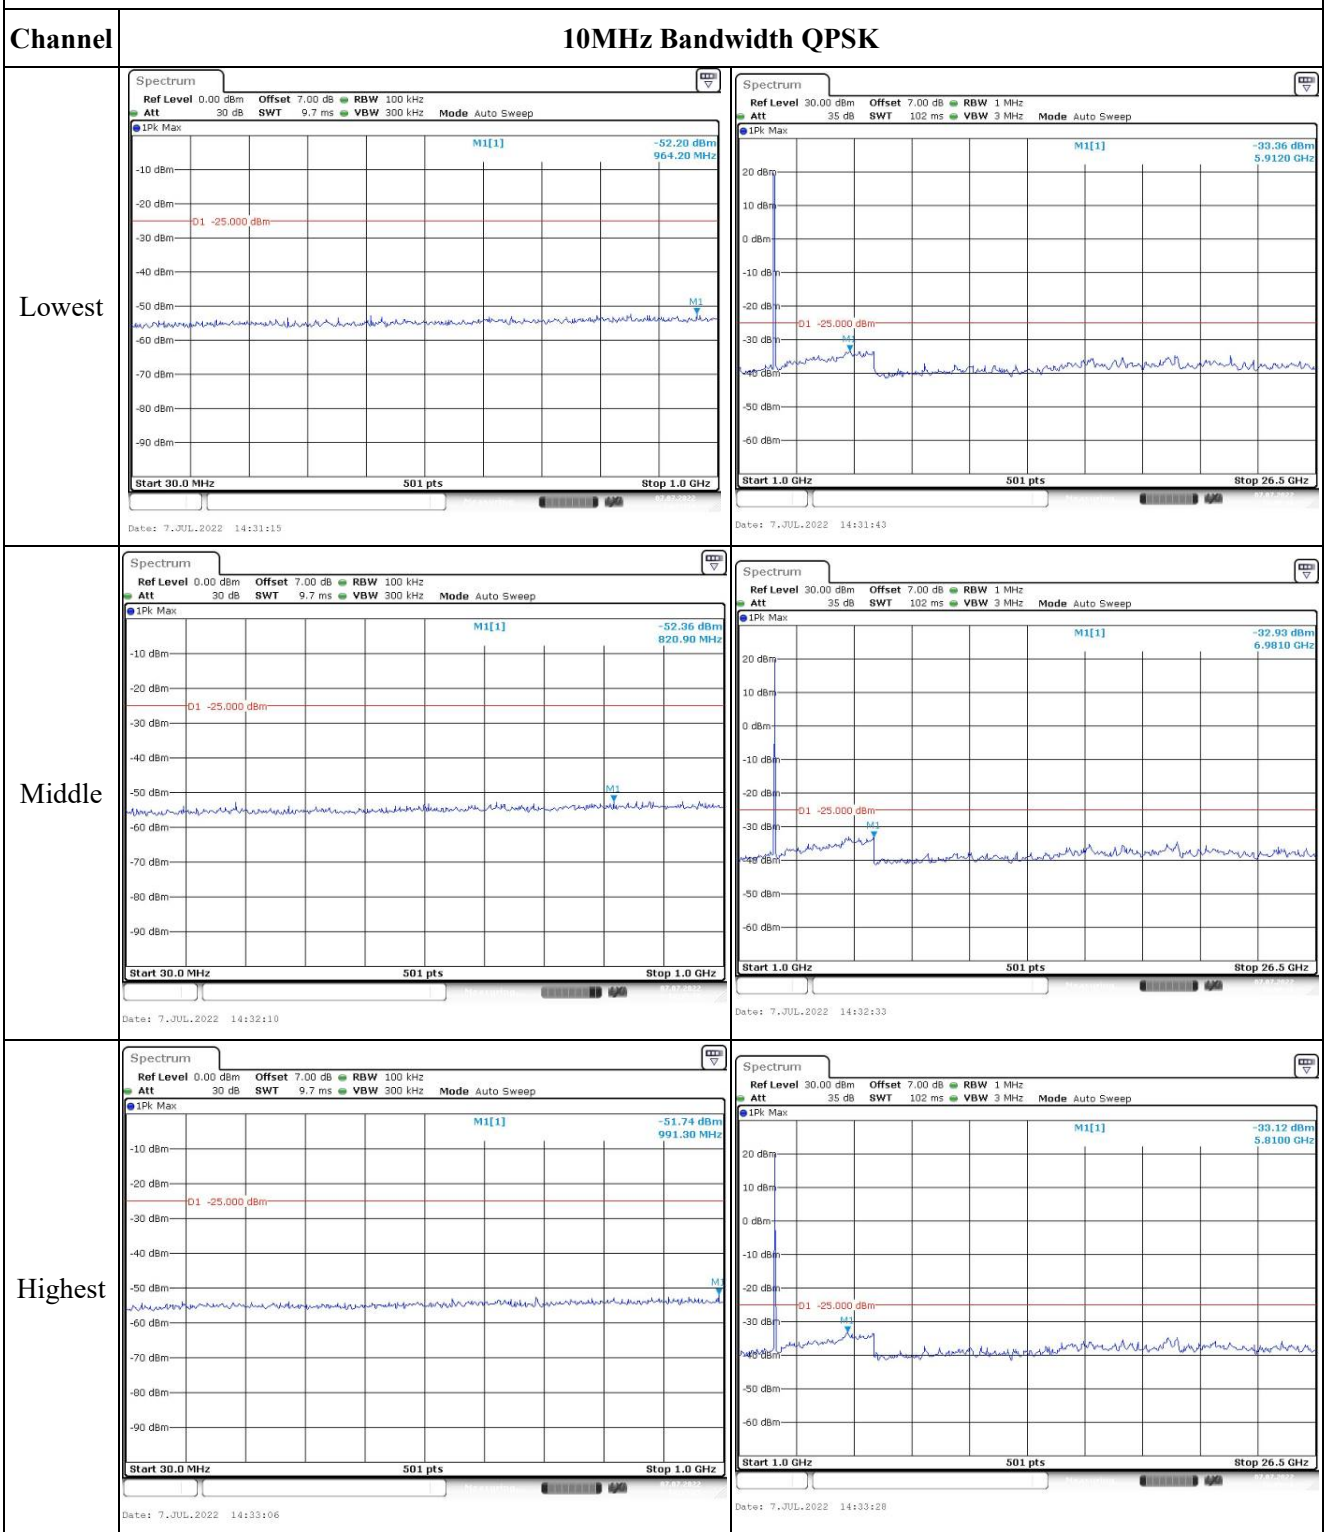 Channel 10MHz Bandwidth QPSK
Lowest
Spectrum
Ref Level 0.00 dBm Offset 7.00 dB RBW 100 kHz
Att 30 dB SWT 9.7 ms VBW 300 kHz Mode Auto Sweep
1Pk Max
M1[1] -52.20 dBm
964.20 MHz
-10 dBm
-20 dBm
D1 -25.000 dBm
-30 dBm
-40 dBm
-50 dBm
M1
-60 dBm
-70 dBm
-80 dBm
-90 dBm
Start 30.0 MHz 501 pts Stop 1.0 GHz
Date: 7.JUL.2022 14:31:15
Spectrum
Ref Level 30.00 dBm Offset 7.00 dB RBW 1 MHz
Att 35 dB SWT 102 ms VBW 3 MHz Mode Auto Sweep
1Pk Max
M1[1] -33.36 dBm
5.9120 GHz
20 dBm
10 dBm
0 dBm
-10 dBm
-20 dBm
D1 -25.000 dBm
-30 dBm
M1
-40 dBm
-50 dBm
-60 dBm
Start 1.0 GHz 501 pts Stop 26.5 GHz
Date: 7.JUL.2022 14:31:43
Middle
Spectrum
Ref Level 0.00 dBm Offset 7.00 dB RBW 100 kHz
Att 30 dB SWT 9.7 ms VBW 300 kHz Mode Auto Sweep
1Pk Max
M1[1] -52.36 dBm
820.90 MHz
-10 dBm
-20 dBm
D1 -25.000 dBm
-30 dBm
-40 dBm
-50 dBm
M1
-60 dBm
-70 dBm
-80 dBm
-90 dBm
Start 30.0 MHz 501 pts Stop 1.0 GHz
Date: 7.JUL.2022 14:32:10
Spectrum
Ref Level 30.00 dBm Offset 7.00 dB RBW 1 MHz
Att 35 dB SWT 102 ms VBW 3 MHz Mode Auto Sweep
1Pk Max
M1[1] -32.93 dBm
6.9810 GHz
20 dBm
10 dBm
0 dBm
-10 dBm
-20 dBm
D1 -25.000 dBm
-30 dBm
M1
-40 dBm
-50 dBm
-60 dBm
Start 1.0 GHz 501 pts Stop 26.5 GHz
Date: 7.JUL.2022 14:32:33
Highest
Spectrum
Ref Level 0.00 dBm Offset 7.00 dB RBW 100 kHz
Att 30 dB SWT 9.7 ms VBW 300 kHz Mode Auto Sweep
1Pk Max
M1[1] -51.74 dBm
991.30 MHz
-10 dBm
-20 dBm
D1 -25.000 dBm
-30 dBm
-40 dBm
-50 dBm
M1
-60 dBm
-70 dBm
-80 dBm
-90 dBm
Start 30.0 MHz 501 pts Stop 1.0 GHz
Date: 7.JUL.2022 14:33:06
Spectrum
Ref Level 30.00 dBm Offset 7.00 dB RBW 1 MHz
Att 35 dB SWT 102 ms VBW 3 MHz Mode Auto Sweep
1Pk Max
M1[1] -33.12 dBm
5.8100 GHz
20 dBm
10 dBm
0 dBm
-10 dBm
-20 dBm
D1 -25.000 dBm
-30 dBm
M1
-40 dBm
-50 dBm
-60 dBm
Start 1.0 GHz 501 pts Stop 26.5 GHz
Date: 7.JUL.2022 14:33:28